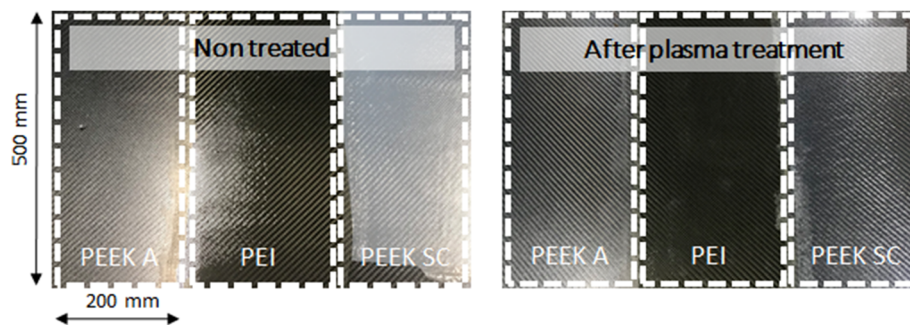 Non treated
After plasma treatment
500 mm
PEEK A
PEI
PEEK SC
PEEK A
PEI
PEEK SC
200 mm